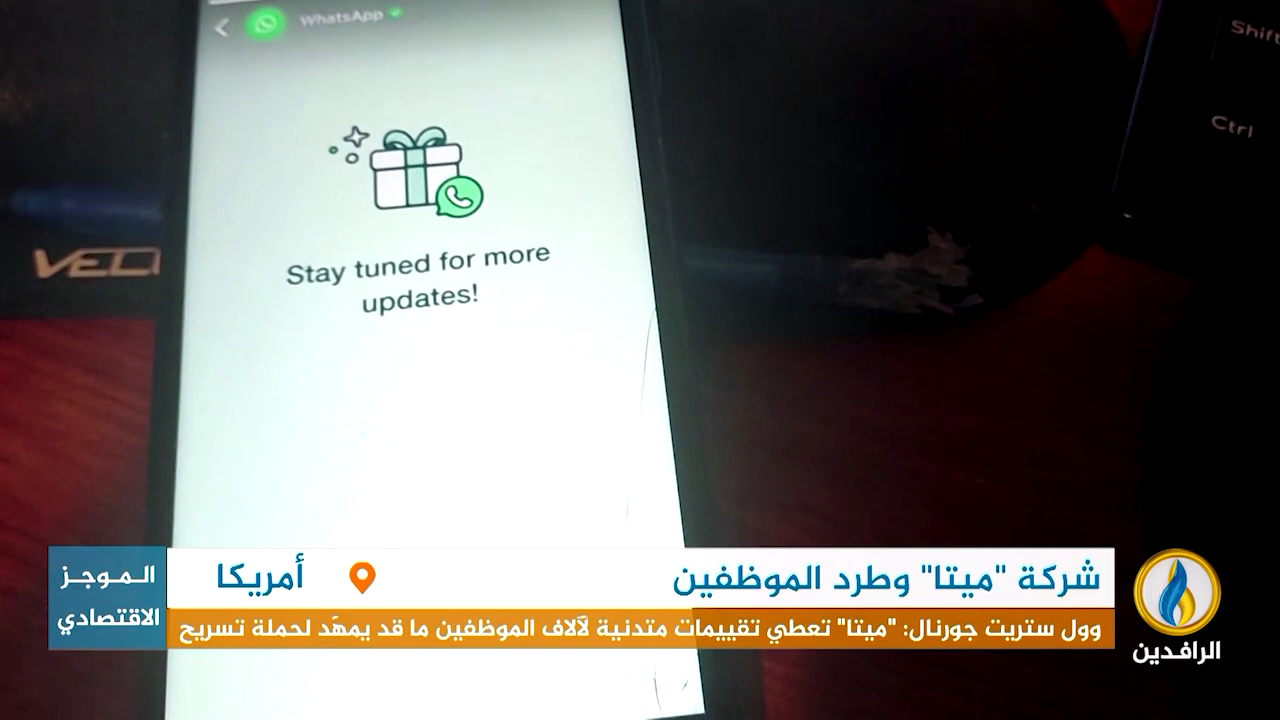 WhatsApp
Shift
Ctrl
Stay tuned for more
updates!
شركة "ميتا" وطرد الموظفين
أمريكا
الموجز
الاقتصادي
وول ستريت جورنال: "ميتا" تعطي تقييمات متدنية لآلاف الموظفين ما قد يمهّد لحملة تسريح
الرافدين